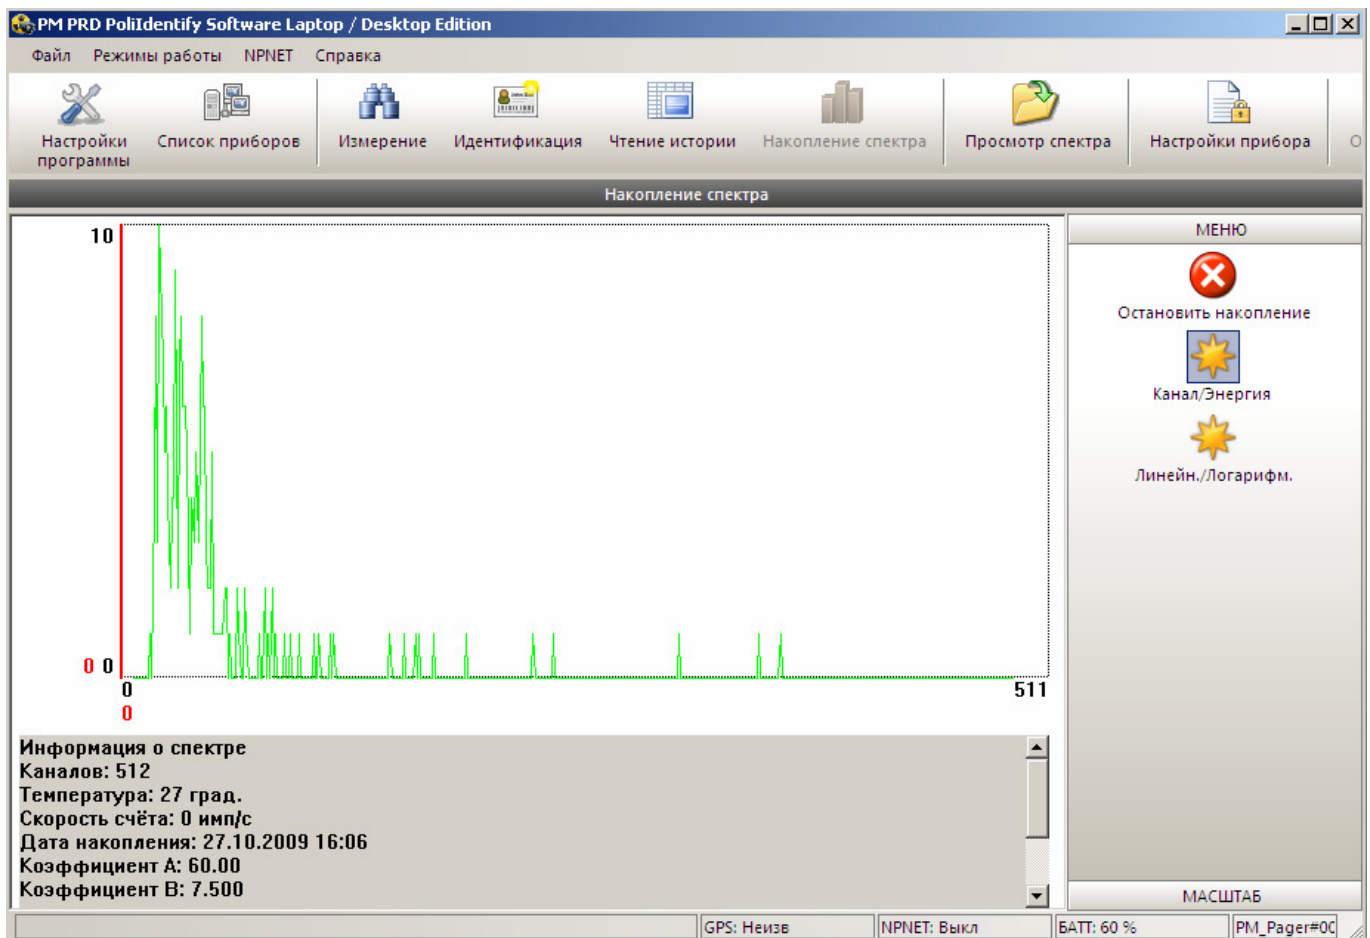 PM PRD PoliIdentify Software Laptop / Desktop Edition
Файл Режимы работы NPNET Справка
Настройки программы
Список приборов
Измерение
Идентификация
Чтение истории
Накопление спектра
Просмотр спектра
Настройки прибора
О
Накопление спектра
10
0 0
0
511
0
МЕНЮ
Остановить накопление
Канал/Энергия
Линейн./Логарифм.
МАСШТАБ
Информация о спектре
Каналов: 512
Температура: 27 град.
Скорость счёта: 0 имп/с
Дата накопления: 27.10.2009 16:06
Коэффициент А: 60.00
Коэффициент В: 7.500
GPS: Неизв
NPNET: Выкл
БАТТ: 60 %
PM_Pager#0